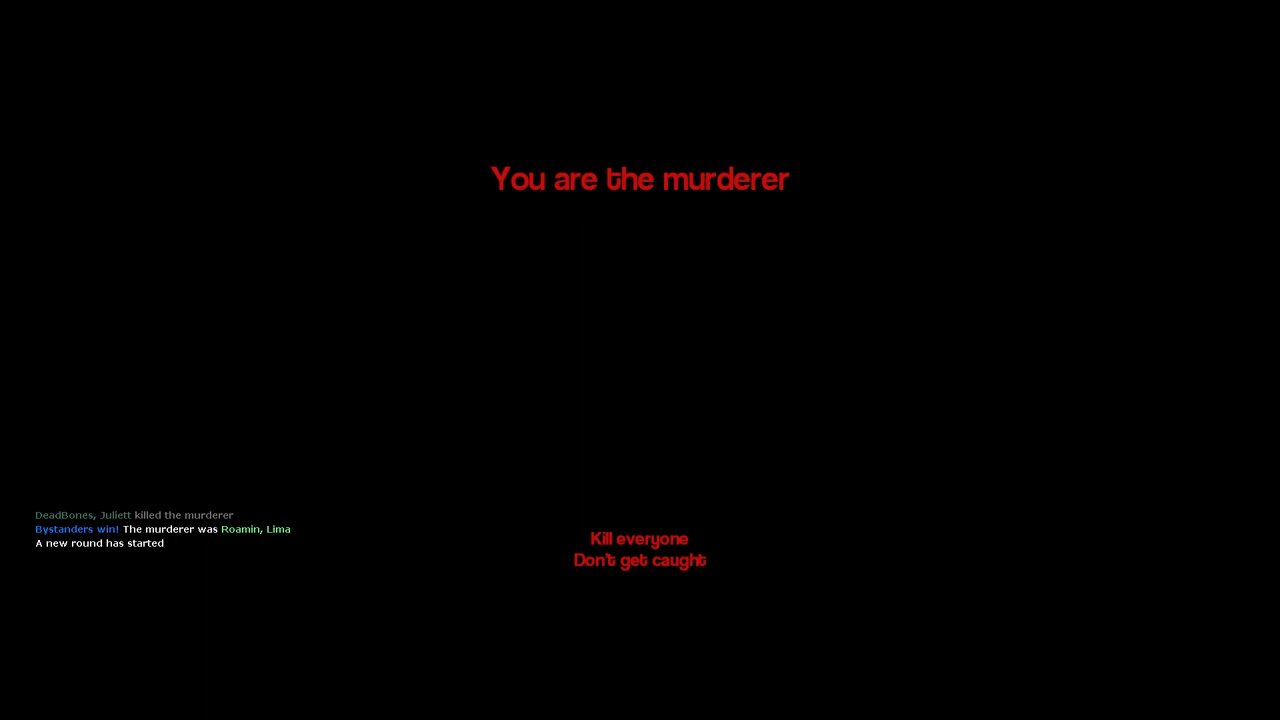 You are the murderer
DeadBones, Juliett killed the murderer
Bystanders win! The murderer was Roamin, Lima
A new round has started
Kill everyone
Don't get caught